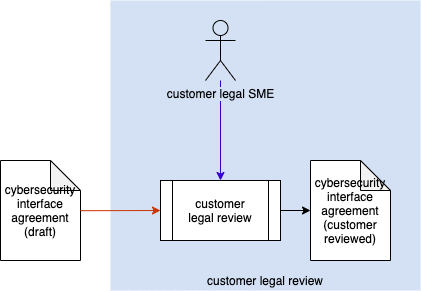 customer legal SME
cybersecurity
interface
agreement
(draft)
customer
legal review
cybersecurity
interface
agreement
(customer
reviewed)
customer legal review